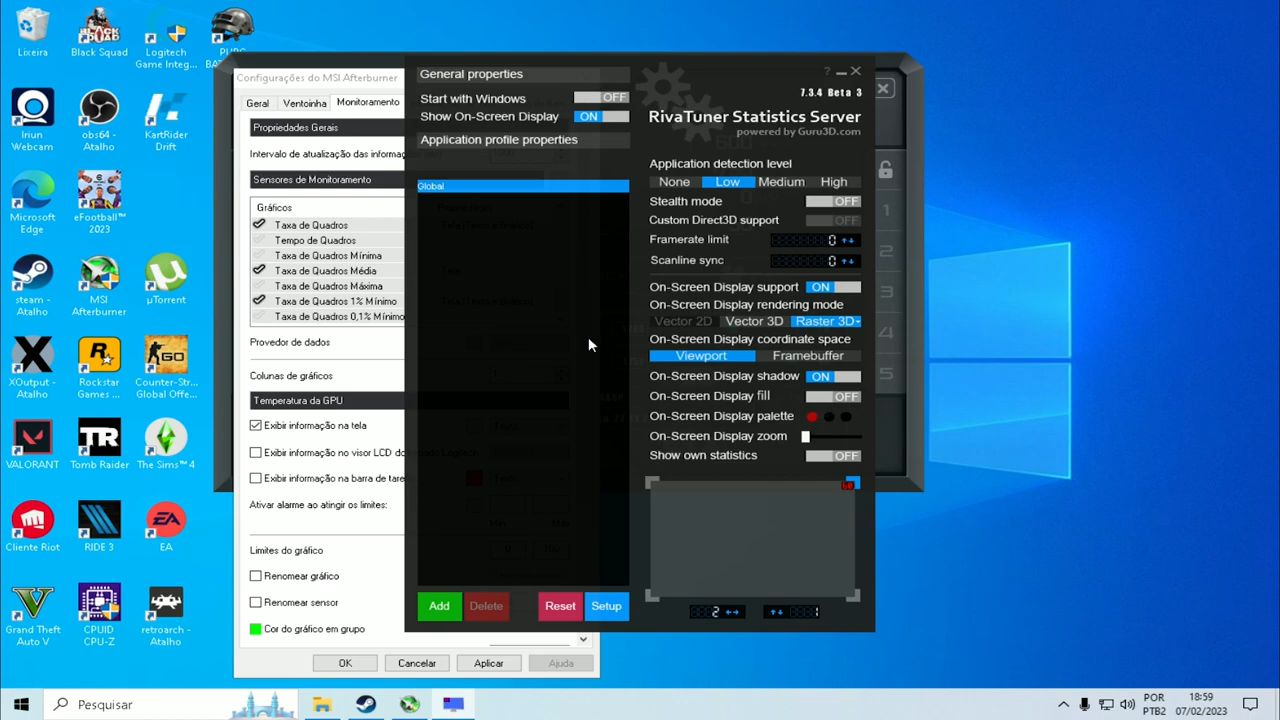 Lixeira
Black Squad
Logitech
Game Integ...
PUBG
Iriun
Webcam
obs64 -
Atalho
KartRider
Drift
Microsoft
Edge
eFootball™
2023
steam -
Atalho
MSI
Afterburner
µTorrent
XOutput -
Atalho
Rockstar
Games ...
Counter-Str...
Global Offe...
VALORANT
Tomb Raider
The Sims™ 4
Cliente Riot
RIDE 3
EA
Grand Theft
Auto V
CPUID
CPU-Z
retroarch -
Atalho
Configurações do MSI Afterburner
Geral
Ventoinha
Monitoramento
Propriedades Gerais
Intervalo de atualização das
Sensores de Monitoramento
Gráficos
Taxa de Quadros
Tempo de Quadros
Taxa de Quadros Mínima
Taxa de Quadros Média
Taxa de Quadros Máxima
Taxa de Quadros 1% Mínimo
Taxa de Quadros 0,1% Mínimo
Provedor de dados
Colunas de gráficos
Temperatura da GPU
Exibir informação na tela
Exibir informação no visor LCD do
Exibir informação na barra de
Ativar alarme ao atingir os limites:
Limites do gráfico
Renomear gráfico
Renomear sensor
Cor do gráfico em grupo
OK
Cancelar
Aplicar
Ajuda
General properties
Start with Windows OFF
Show On-Screen Display ON
Application profile properties
Global
Add
Delete
Reset
Setup
?
7.3.4 Beta 3
RivaTuner Statistics Server
powered by Guru3D.com
Application detection level
None Low Medium High
Stealth mode OFF
Custom Direct3D support OFF
Framerate limit 0
Scanline sync 0
On-Screen Display support ON
On-Screen Display rendering mode
Vector 2D Vector 3D Raster 3D
On-Screen Display coordinate space
Viewport Framebuffer
On-Screen Display shadow ON
On-Screen Display fill OFF
On-Screen Display palette
On-Screen Display zoom
Show own statistics OFF
60
2 1
1
2
3
4
5
Pesquisar
POR
PTB2
18:59
07/02/2023